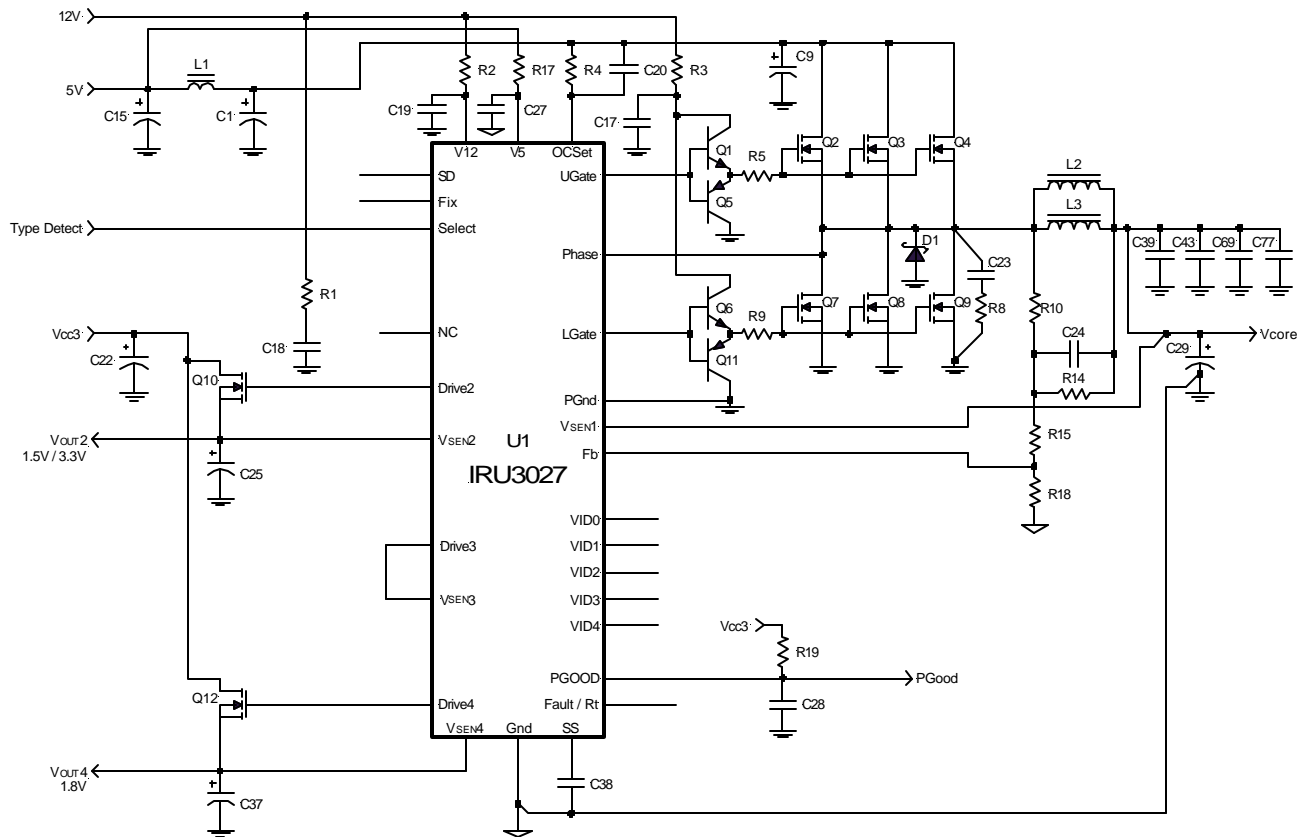 12V
L1
R2
R17
R4
C20
R3
C9
5V
C15
C1
C19
C27
C17
V12
V5
OCSet
Q1
R5
Q2
Q3
Q4
SD
UGate
L2
Fix
Q5
L3
Type Detect
Select
D1
C39
C43
C69
C77
Phase
C23
R1
Q6
R9
Q7
Q8
Q9
R8
R10
Vcc3
NC
LGate
C24
Vcore
C22
C18
Q11
C29
Q10
Drive2
R14
PGnd
VSEN1
VOUT2
1.5V / 3.3V
VSEN2
U1
R15
Fb
C25
IRU3027
R18
VID0
Drive3
VID1
VID2
VSEN3
VID3
VID4
Vcc3
R19
PGOOD
PGood
Q12
Drive4
Fault / Rt
C28
VSEN4
Gnd
SS
VOUT4
1.8V
C38
C37